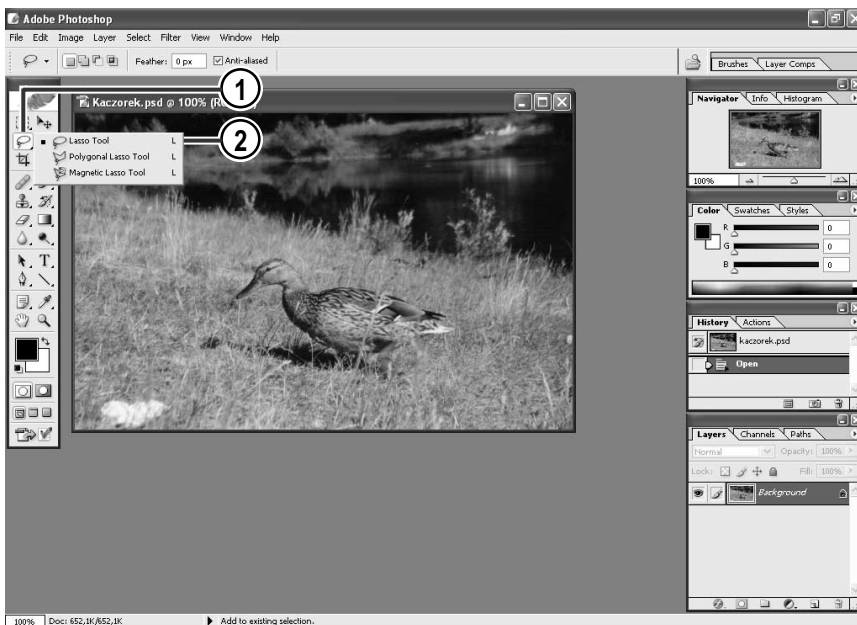 Adobe Photoshop
File Edit Image Layer Select Filter View Window Help
Feather: 0 px Anti-aliased
Brushes Layer Comps
1
Kaczorek.psd @ 100%
2
Lasso Tool L
Polygonal Lasso Tool L
Magnetic Lasso Tool L
Navigator Info Histogram
100%
Color Swatches Styles
R 0
G 0
B 0
History Actions
kaczorek.psd
Open
Layers Channels Paths
Normal Opacity: 100%
Lock: Fill: 100%
Background
100% Doc: 652,1K/652,1K Add to existing selection.